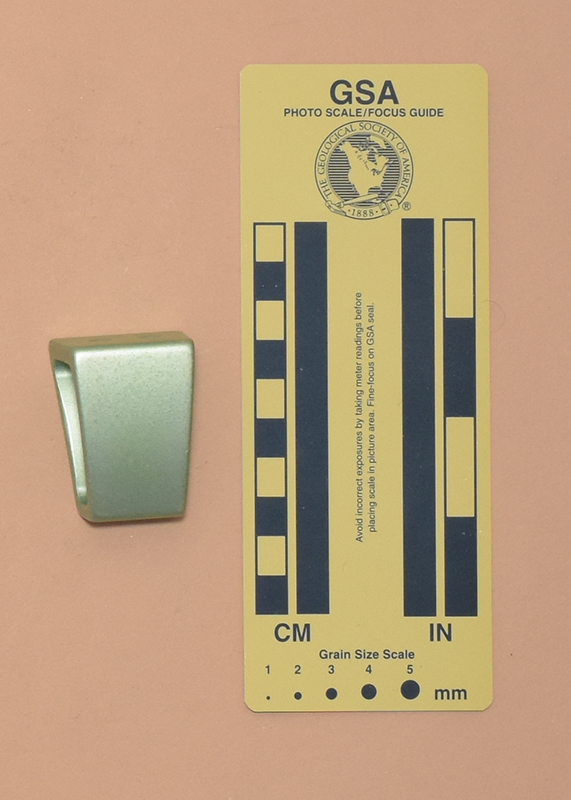 GSA
PHOTO SCALE/FOCUS GUIDE
THE GEOLOGICAL SOCIETY OF AMERICA
·1888·
®
Avoid incorrect exposures by taking meter readings before
placing scale in picture area. Fine-focus on GSA seal.
CM IN
Grain Size Scale
1 2 3 4 5
mm